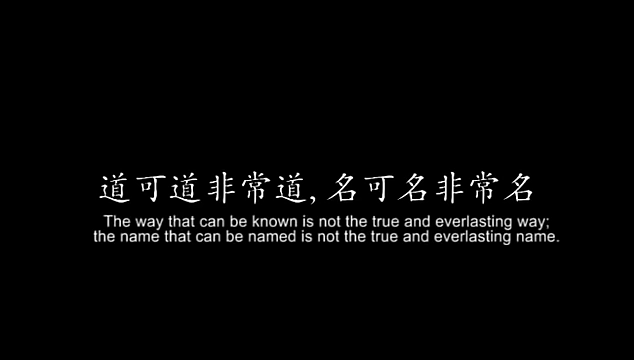 道可道非常道,名可名非常名
The way that can be known is not the true and everlasting way;
the name that can be named is not the true and everlasting name.